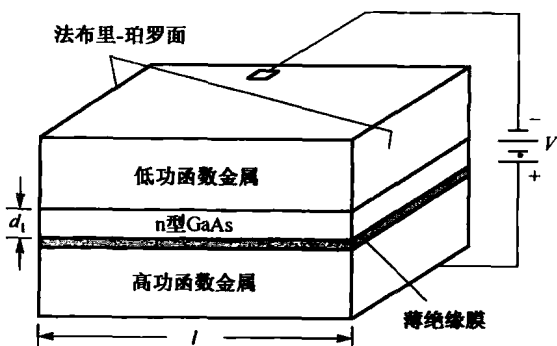 法布里-珀罗面
低功函数金属
n型GaAs
高功函数金属
薄绝缘膜
d₁
l
−
V
+